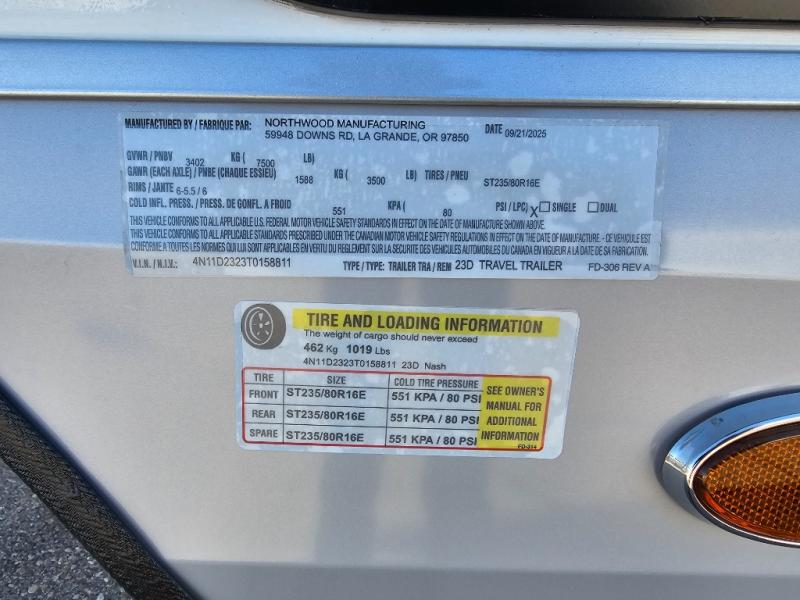 MANUFACTURED BY / FABRIQUE PAR: NORTHWOOD MANUFACTURING DATE 09/21/2025
59948 DOWNS RD, LA GRANDE, OR 97850
GVWR / PNBV 3402 KG ( 7500 LB)
GAWR (EACH AXLE) / PNBE (CHAQUE ESSIEU) 1588 KG ( 3500 LB) TIRES / PNEU ST235/80R16E
RIMS / JANTE 6-5.5 / 6
COLD INFL. PRESS. / PRESS. DE GONFL. A FROID 551 KPA ( 80 PSI / LPC) X SINGLE DUAL
THIS VEHICLE CONFORMS TO ALL APPLICABLE U.S. FEDERAL MOTOR VEHICLE SAFETY STANDARDS IN EFFECT ON THE DATE OF MANUFACTURE SHOWN ABOVE.
THIS VEHICLE CONFORMS TO ALL APPLICABLE STANDARDS PRESCRIBED UNDER THE CANADIAN MOTOR VEHICLE SAFETY REGULATIONS IN EFFECT ON THE DATE OF MANUFACTURE - CE VEHICULE EST
CONFORME A TOUTES LES NORMES QUI LUI SONT APPLICABLES EN VERTU DU REGLEMENT SUR LA SECURITE DES VEHICULES AUTOMOBILES DU CANADA EN VIGUEUR A LA DATE DE SA FABRICATION.
V.I.N. / N.I.V.: 4N11D2323T0158811 TYPE / TYPE: TRAILER TRA / REM 23D TRAVEL TRAILER FD-306 REV A
TIRE AND LOADING INFORMATION
The weight of cargo should never exceed
462 Kg 1019 Lbs
4N11D2323T0158811 23D Nash
TIRE SIZE COLD TIRE PRESSURE
FRONT ST235/80R16E 551 KPA / 80 PSI
REAR ST235/80R16E 551 KPA / 80 PSI
SPARE ST235/80R16E 551 KPA / 80 PSI
SEE OWNER'S
MANUAL FOR
ADDITIONAL
INFORMATION
FD-314